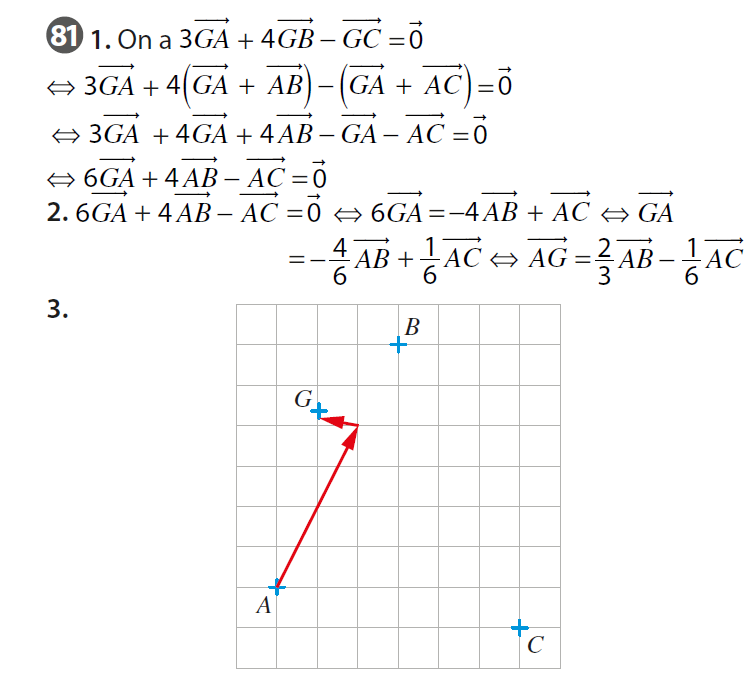 81 1. On a 3\overrightarrow{GA} + 4\overrightarrow{GB} – \overrightarrow{GC} = \vec{0}
⇔ 3\overrightarrow{GA} + 4(\overrightarrow{GA} + \overrightarrow{AB}) – (\overrightarrow{GA} + \overrightarrow{AC}) = \vec{0}
⇔ 3\overrightarrow{GA} + 4\overrightarrow{GA} + 4\overrightarrow{AB} – \overrightarrow{GA} – \overrightarrow{AC} = \vec{0}
⇔ 6\overrightarrow{GA} + 4\overrightarrow{AB} – \overrightarrow{AC} = \vec{0}
2. 6\overrightarrow{GA} + 4\overrightarrow{AB} – \overrightarrow{AC} = \vec{0} ⇔ 6\overrightarrow{GA} = –4\overrightarrow{AB} + \overrightarrow{AC} ⇔ \overrightarrow{GA}
= –\frac{4}{6}\overrightarrow{AB} + \frac{1}{6}\overrightarrow{AC} ⇔ \overrightarrow{AG} = \frac{2}{3}\overrightarrow{AB} – \frac{1}{6}\overrightarrow{AC}
3.
B
G
A
C